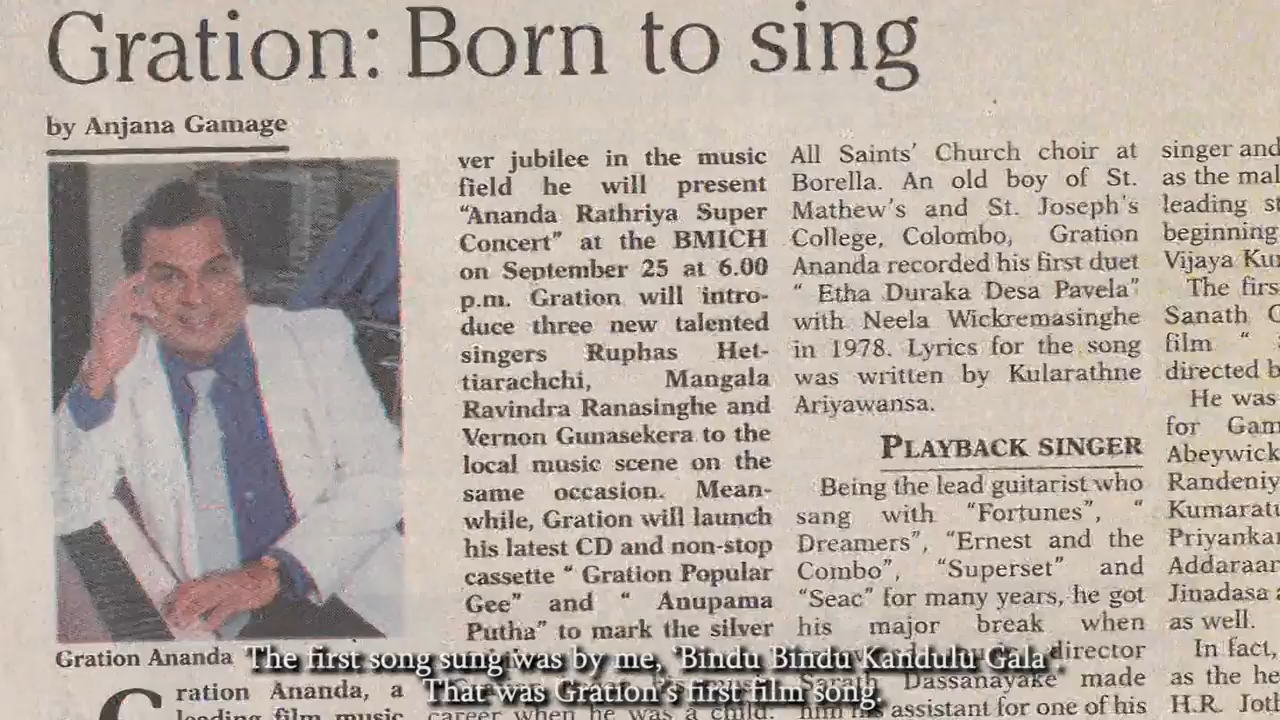 Gration: Born to sing
by Anjana Gamage
Gration Ananda
ration Ananda, a
leading film music
ver jubilee in the music
field he will present
"Ananda Rathriya Super
Concert" at the BMICH
on September 25 at 6.00
p.m. Gration will intro-
duce three new talented
singers Ruphas Het-
tiarachchi, Mangala
Ravindra Ranasinghe and
Vernon Gunasekera to the
local music scene on the
same occasion. Mean-
while, Gration will launch
his latest CD and non-stop
cassette " Gration Popular
Gee" and " Anupama
Putha" to mark the silver
career when he was a child.
All Saints' Church choir at
Borella. An old boy of St.
Mathew's and St. Joseph's
College, Colombo, Gration
Ananda recorded his first duet
" Etha Duraka Desa Pavela"
with Neela Wickremasinghe
in 1978. Lyrics for the song
was written by Kularathne
Ariyawansa.
PLAYBACK SINGER
Being the lead guitarist who
sang with "Fortunes", "
Dreamers", "Ernest and the
Combo", "Superset" and
"Seac" for many years, he got
his major break when
director
Sarath Dassanayake made
him his assistant for one of his
singer and
as the mal
leading st
beginning
Vijaya Ku
The firs
Sanath G
film "
directed b
He was
for Gam
Abeywick
Randeniy
Kumaratu
Priyankar
Addaraar
Jinadasa a
as well.
In fact,
as the he
H.R. Jotl
The first song sung was by me, 'Bindu Bindu Kandulu Gala'.
That was Gration's first film song.